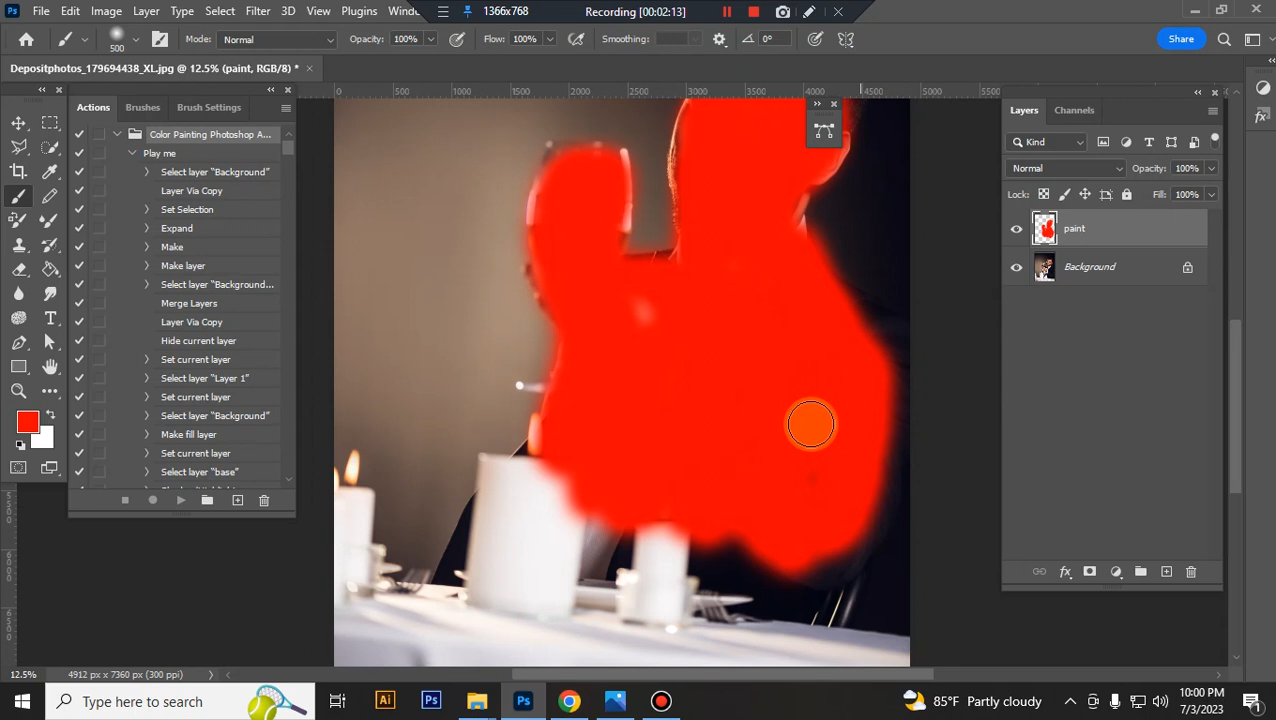 Ps File Edit Image Layer Type Select Filter 3D View Plugins Windo
1366x768 Recording [00:02:13]
500 Mode: Normal Opacity: 100% Flow: 100% Smoothing: 0° Share
Depositphotos_179694438_XL.jpg @ 12.5% (paint, RGB/8) * ×
Actions Brushes Brush Settings
Color Painting Photoshop A...
Play me
Select layer "Background"
Layer Via Copy
Set Selection
Expand
Make
Make layer
Select layer "Background...
Merge Layers
Layer Via Copy
Hide current layer
Set current layer
Select layer "Layer 1"
Set current layer
Select layer "Background"
Make fill layer
Set current layer
Select layer "base"
0 500 1000 1500 2000 2500 3000 3500 4000 4500 5000 5500
Layers Channels
Kind
Normal Opacity: 100%
Lock: Fill: 100%
paint
Background
12.5% 4912 px x 7360 px (300 ppi)
Type here to search
Ai Ps Ps
85°F Partly cloudy
10:00 PM
7/3/2023
1